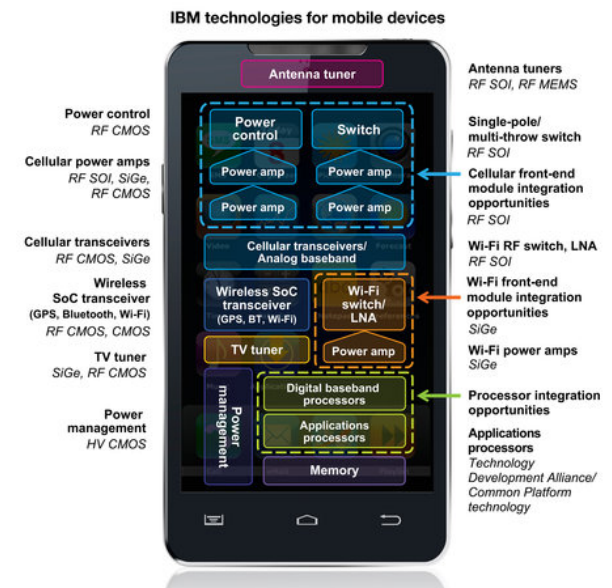 IBM technologies for mobile devices
Antenna tuner
Antenna tuners
RF SOI, RF MEMS
Power control
RF CMOS
Cellular power amps
RF SOI, SiGe,
RF CMOS
Cellular transceivers
RF CMOS, SiGe
Wireless
SoC transceiver
(GPS, Bluetooth, Wi-Fi)
RF CMOS, CMOS
TV tuner
SiGe, RF CMOS
Power
management
HV CMOS
Power
control
Switch
Power amp
Power amp
Power amp
Power amp
Cellular transceivers/
Analog baseband
Wireless SoC
transceiver
(GPS, BT, Wi-Fi)
Wi-Fi
switch/
LNA
TV tuner
Power amp
Power
management
Digital baseband
processors
Applications
processors
Memory
Single-pole/
multi-throw switch
RF SOI
Cellular front-end
module integration
opportunities
RF SOI
Wi-Fi RF switch, LNA
RF SOI
Wi-Fi front-end
module integration
opportunities
SiGe
Wi-Fi power amps
SiGe
Processor integration
opportunities
Applications
processors
Technology
Development Alliance/
Common Platform
technology